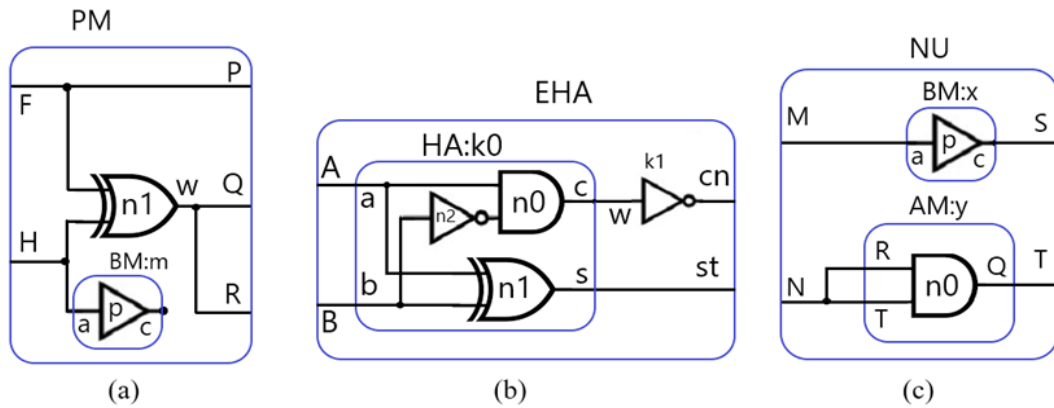 PM
F
P
w
Q
n1
H
BM:m
R
a
p
c
(a)
EHA
HA:k0
A
a
k1
cn
n2
n0
c
w
b
n1
s
st
B
(b)
NU
BM:x
M
S
a
p
c
AM:y
R
Q
T
N
n0
T
(c)